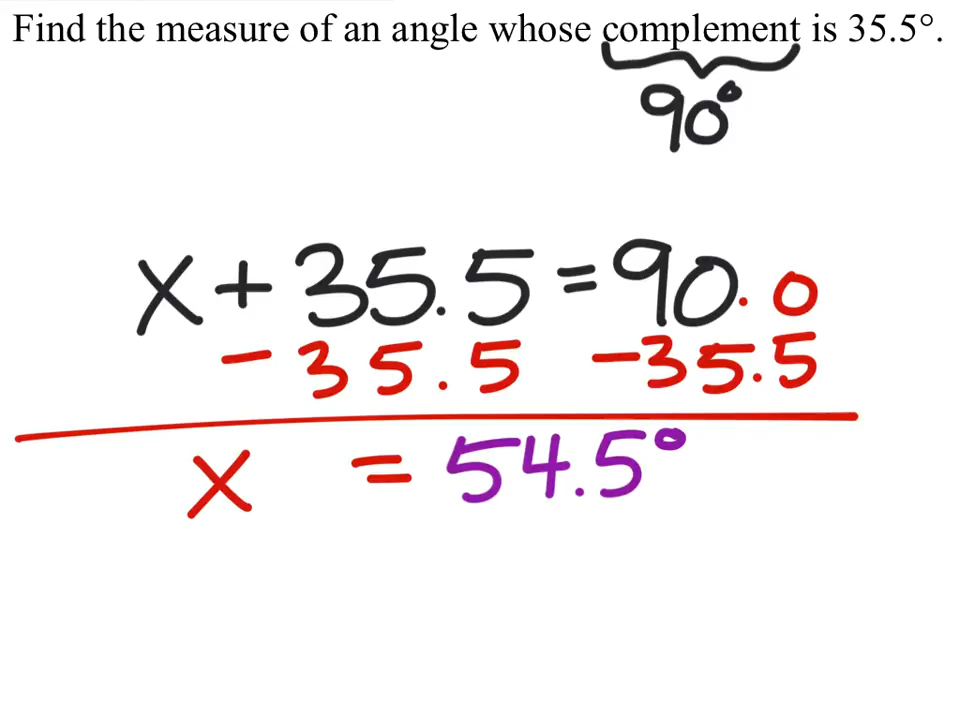 Find the measure of an angle whose complement is 35.5°.
90°
x + 35.5 = 90.0
- 35.5 - 35.5
x = 54.5°